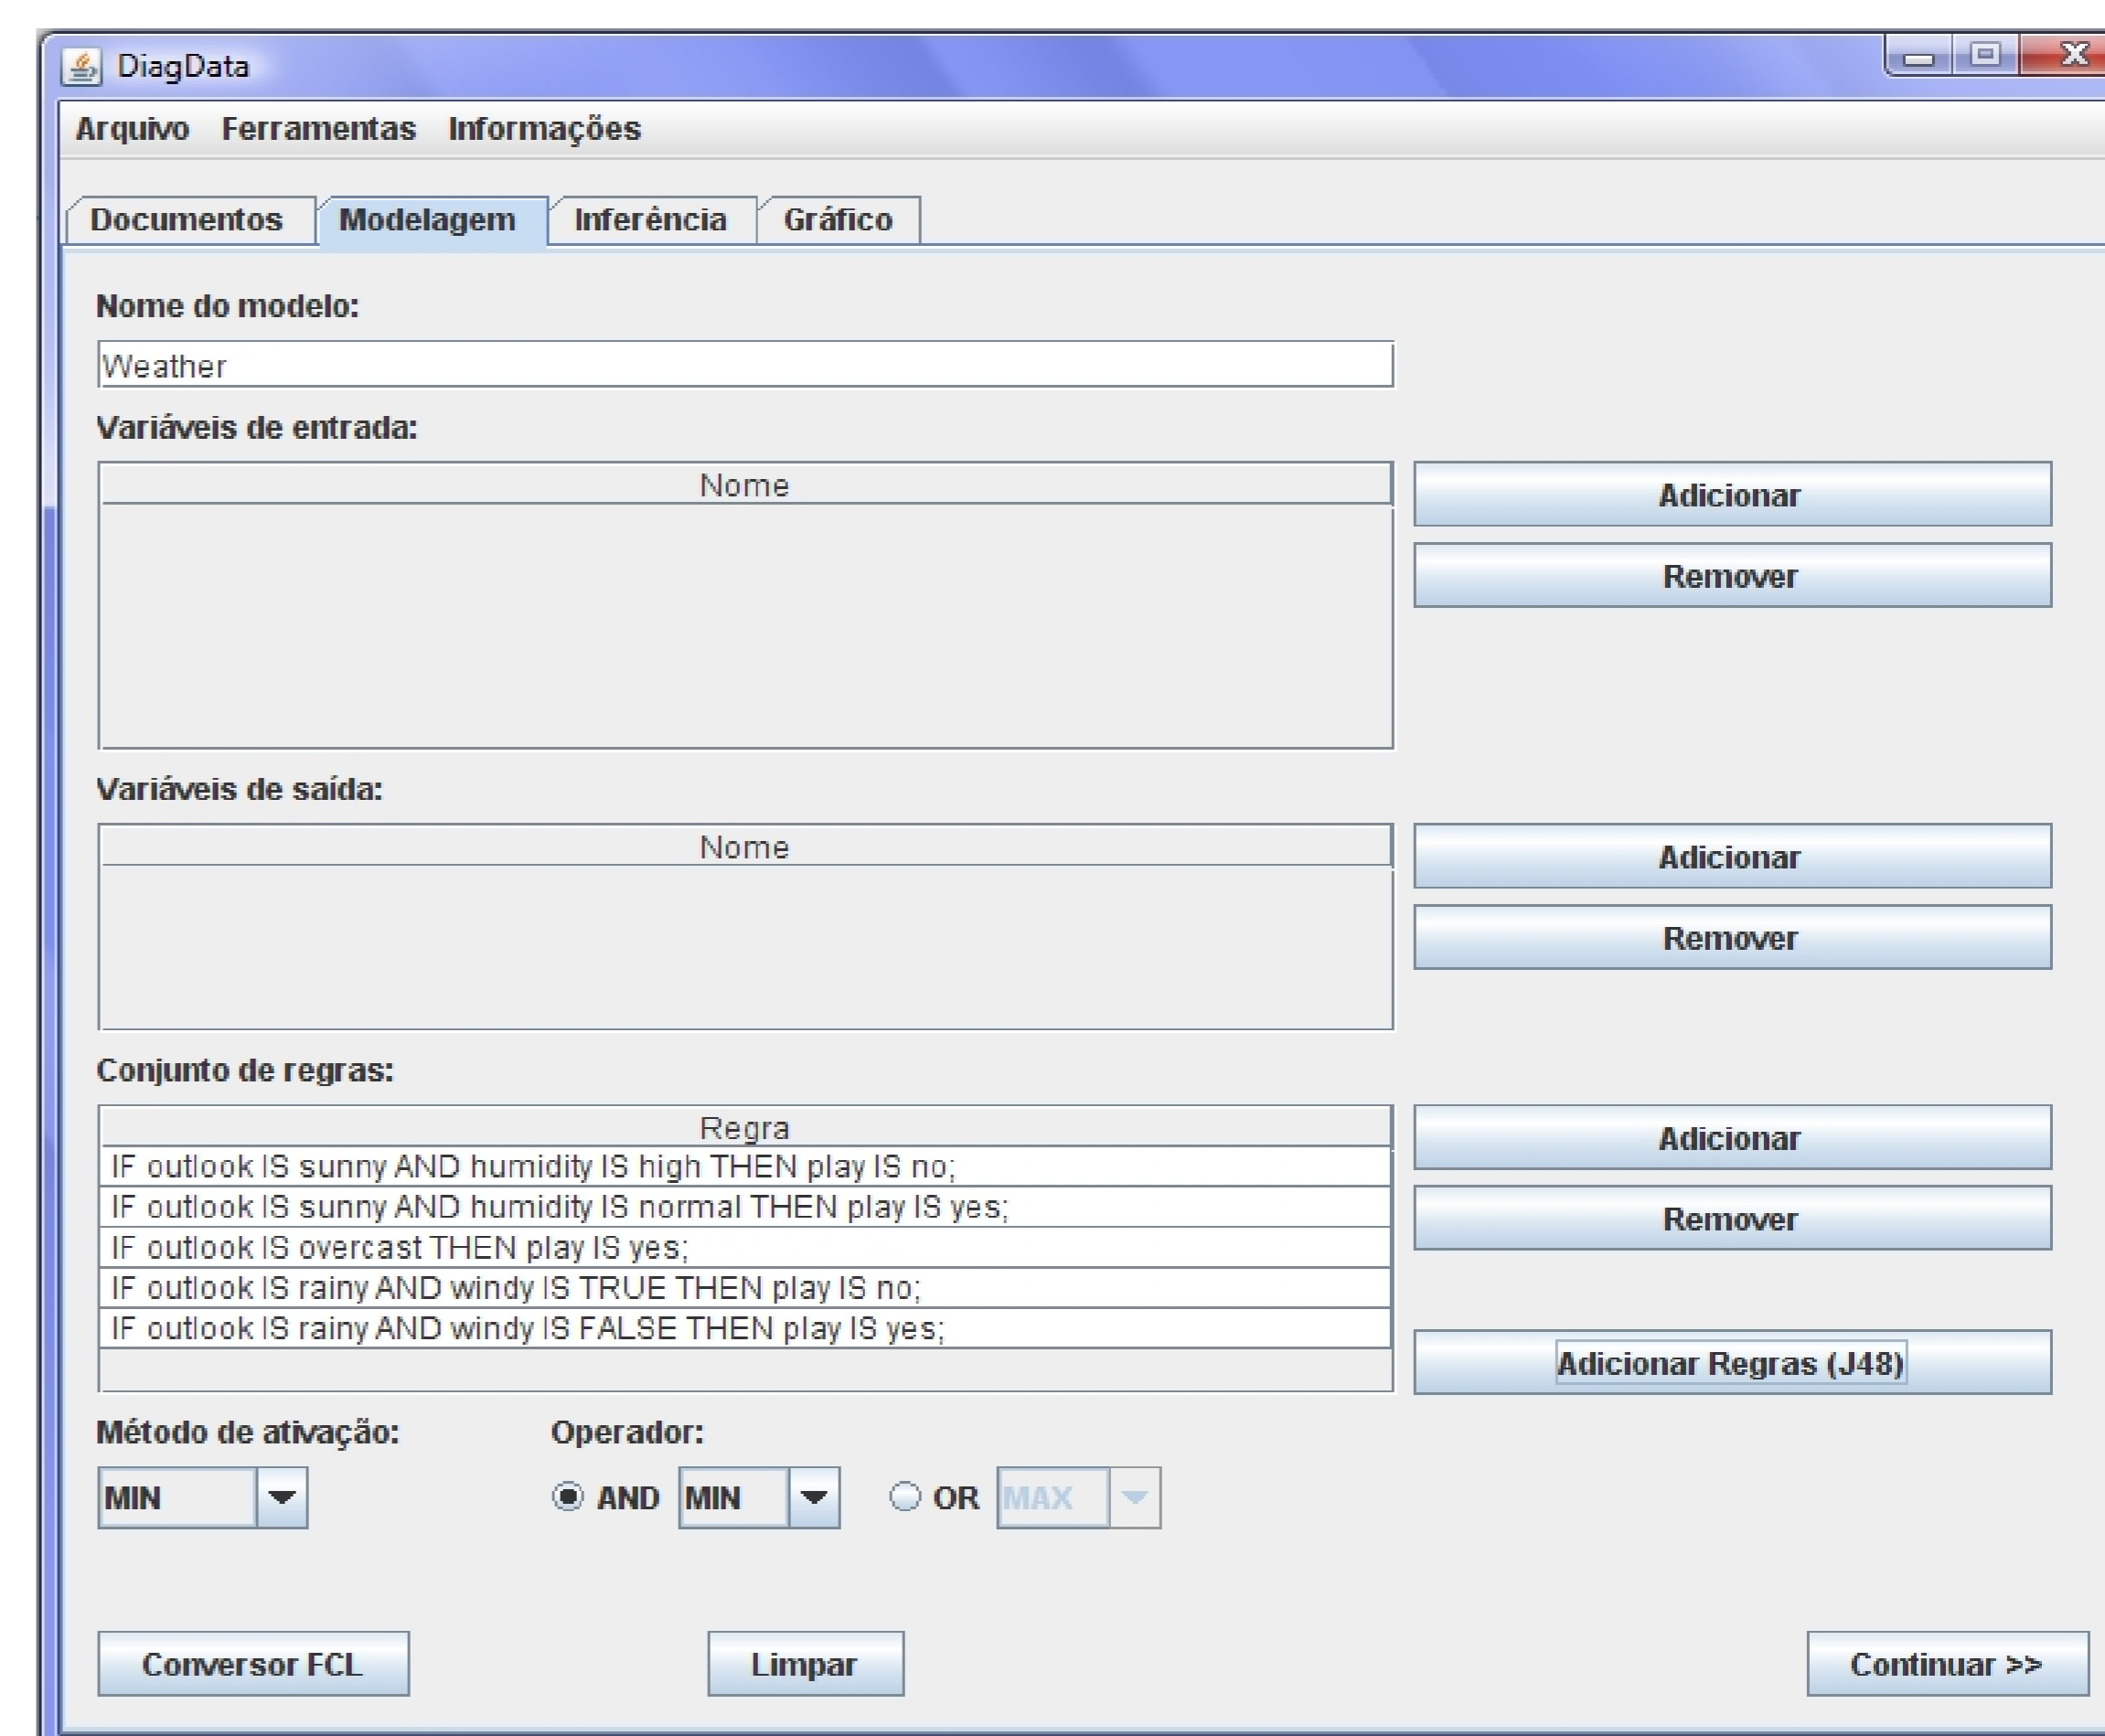 DiagData
Arquivo Ferramentas Informações
Documentos Modelagem Inferência Gráfico
Nome do modelo:
Weather
Variáveis de entrada:
Nome
Adicionar
Remover
Variáveis de saída:
Nome
Adicionar
Remover
Conjunto de regras:
Regra
IF outlook IS sunny AND humidity IS high THEN play IS no;
IF outlook IS sunny AND humidity IS normal THEN play IS yes;
IF outlook IS overcast THEN play IS yes;
IF outlook IS rainy AND windy IS TRUE THEN play IS no;
IF outlook IS rainy AND windy IS FALSE THEN play IS yes;
Adicionar
Remover
Adicionar Regras (J48)
Método de ativação: Operador:
MIN AND MIN OR MAX
Conversor FCL Limpar Continuar >>